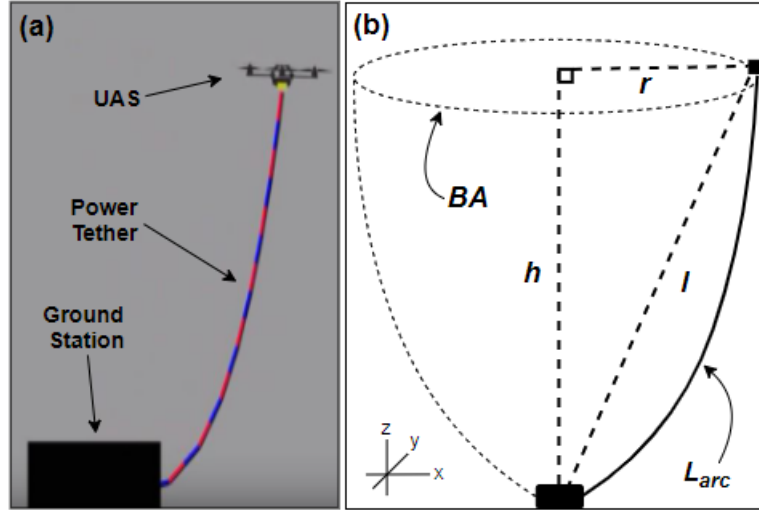 (a)
UAS
Power
Tether
Ground
Station
(b)
r
BA
h
l
z
y
x
L_arc